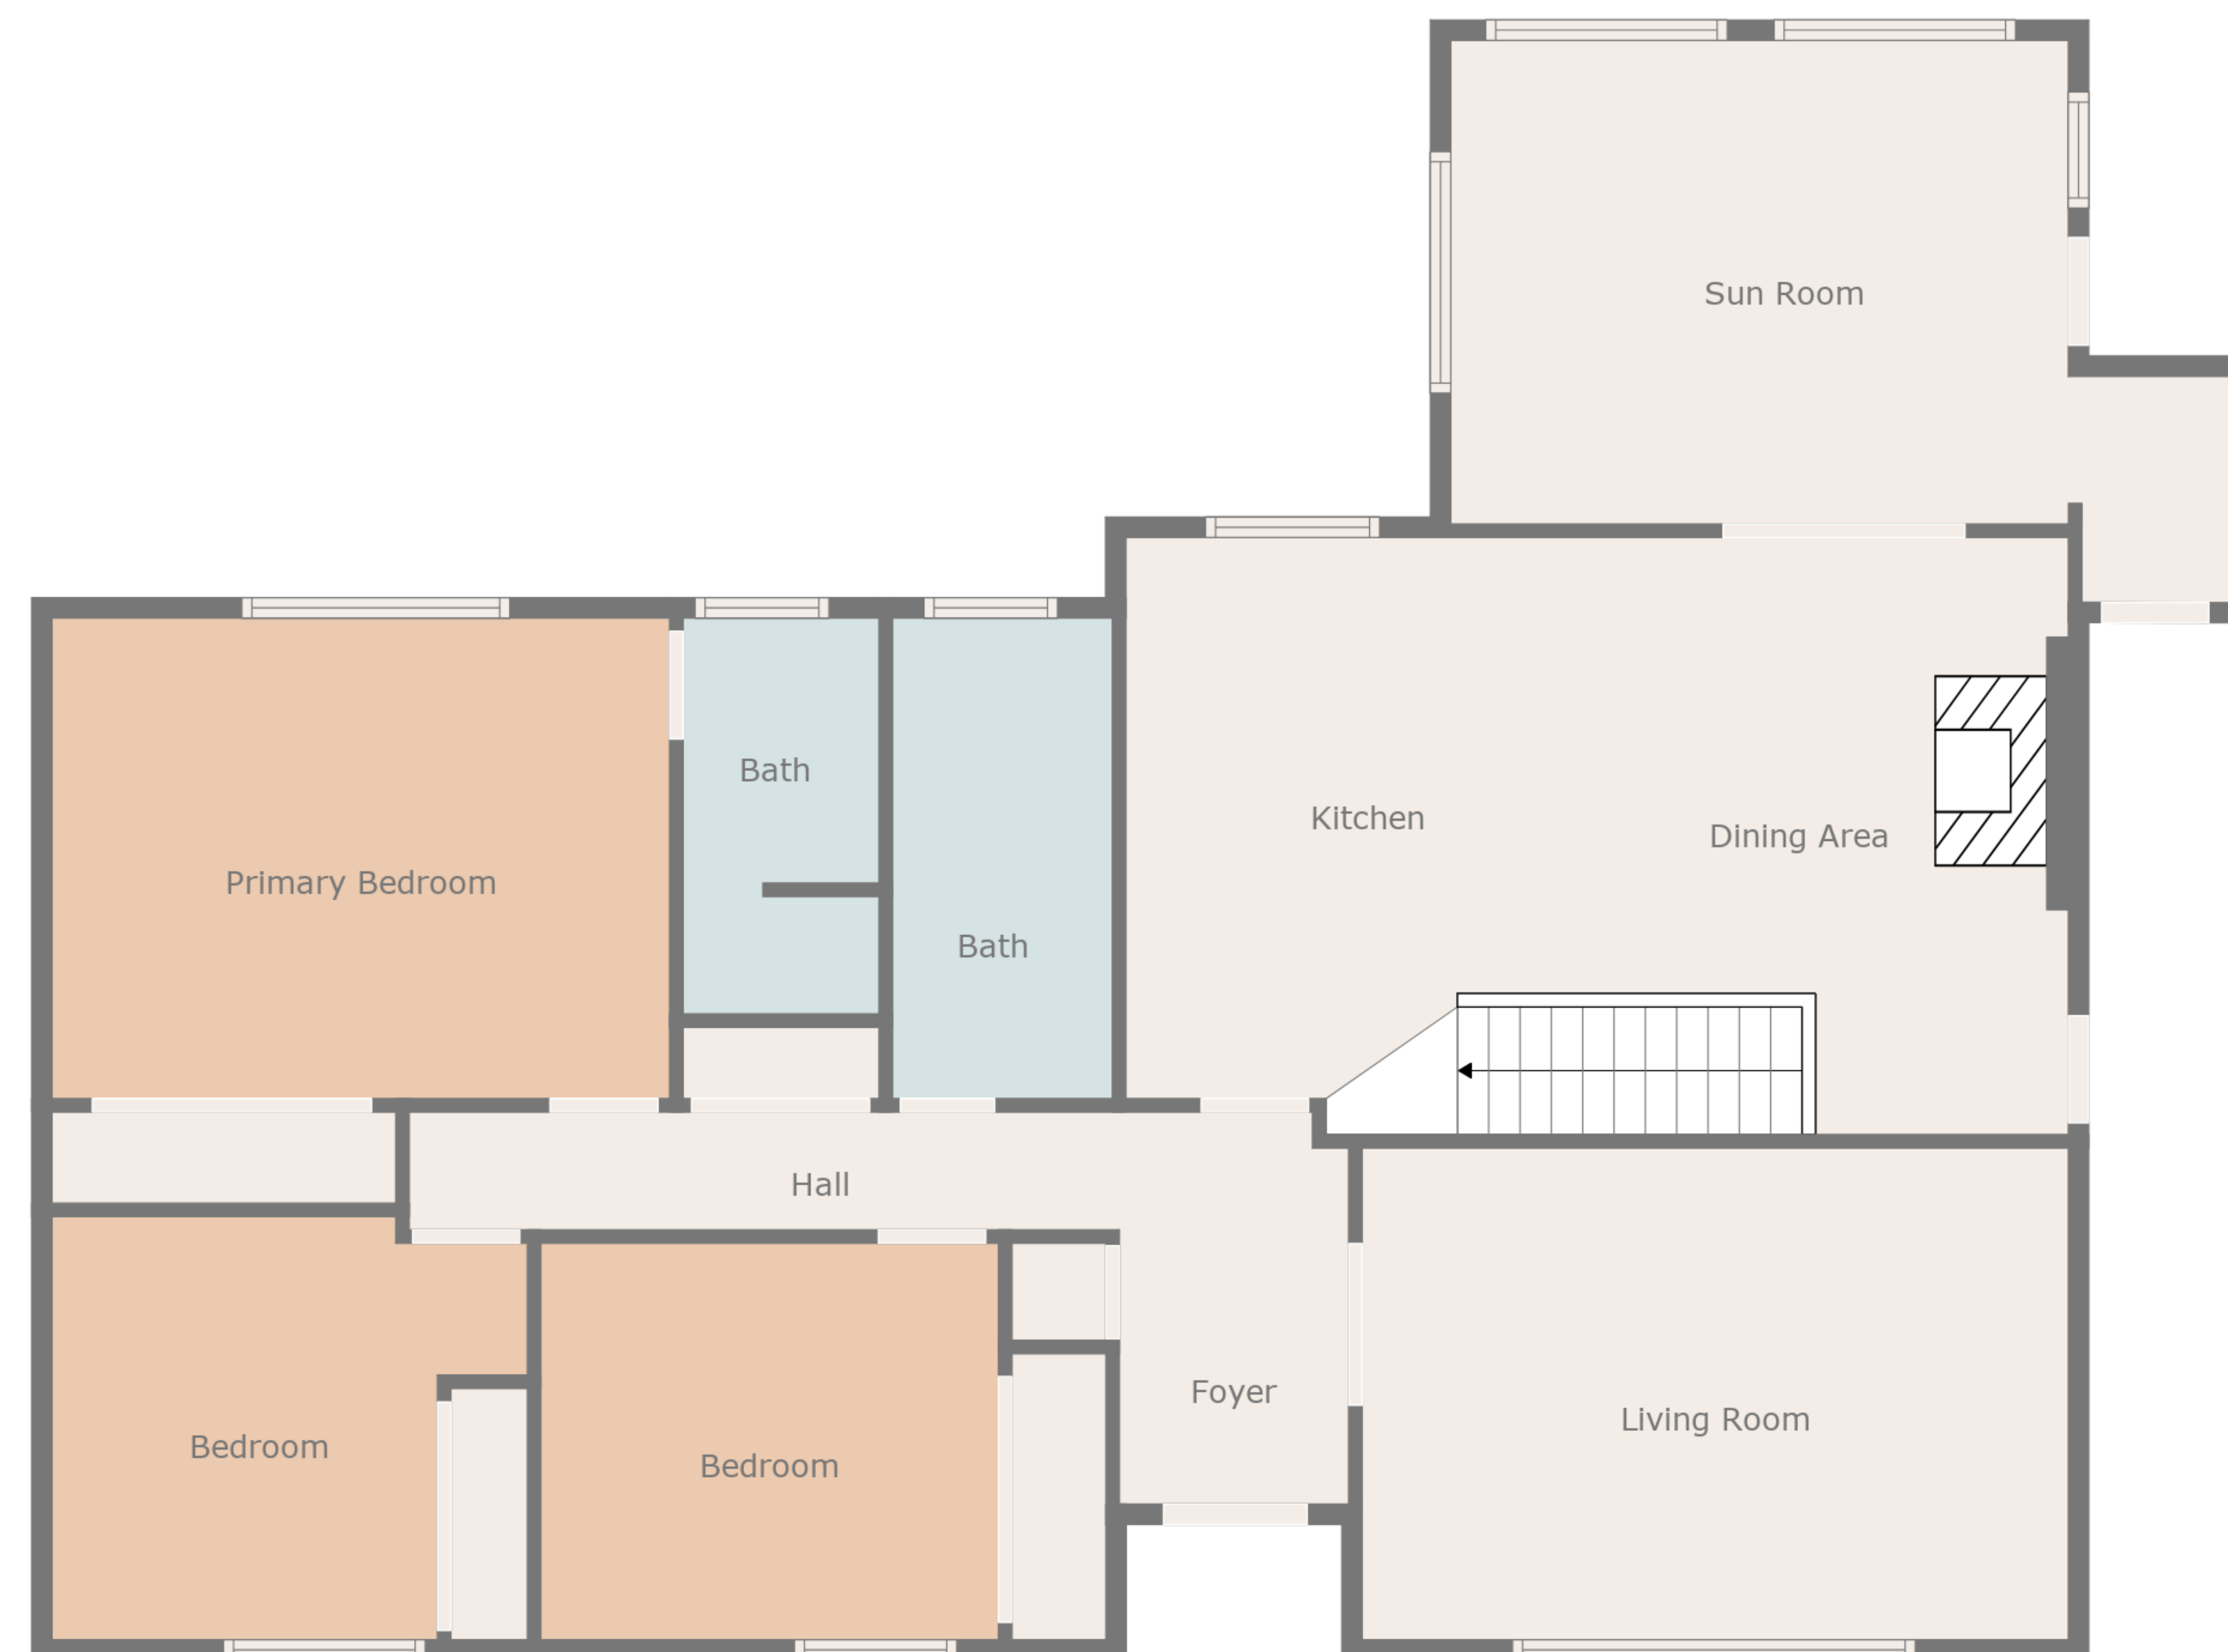 Sun Room
Bath
Kitchen
Dining Area
Primary Bedroom
Bath
Hall
Foyer
Living Room
Bedroom
Bedroom